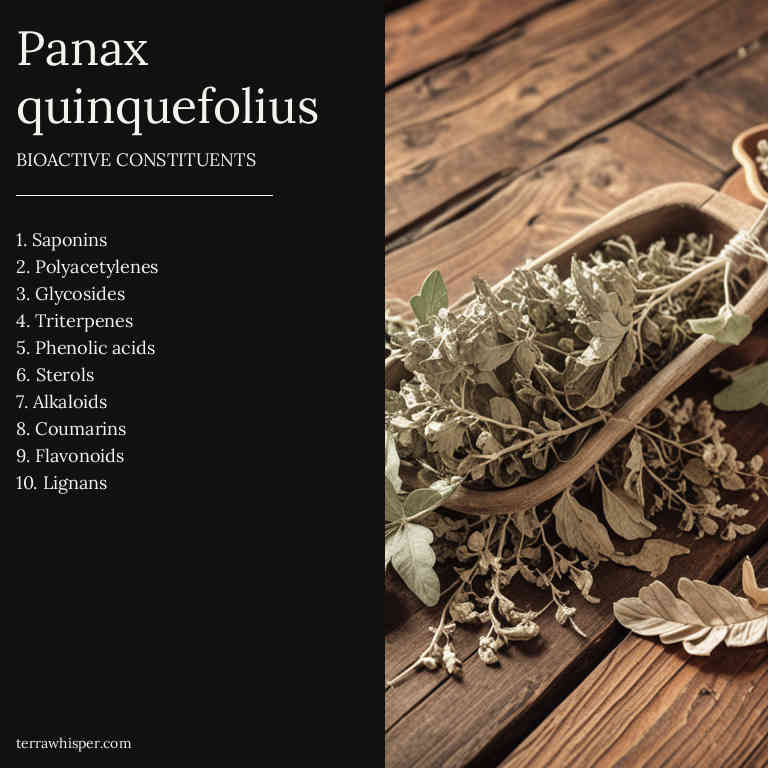 Panax
quinquefolius
BIOACTIVE CONSTITUENTS
1. Saponins
2. Polyacetylenes
3. Glycosides
4. Triterpenes
5. Phenolic acids
6. Sterols
7. Alkaloids
8. Coumarins
9. Flavonoids
10. Lignans
terrawhisper.com